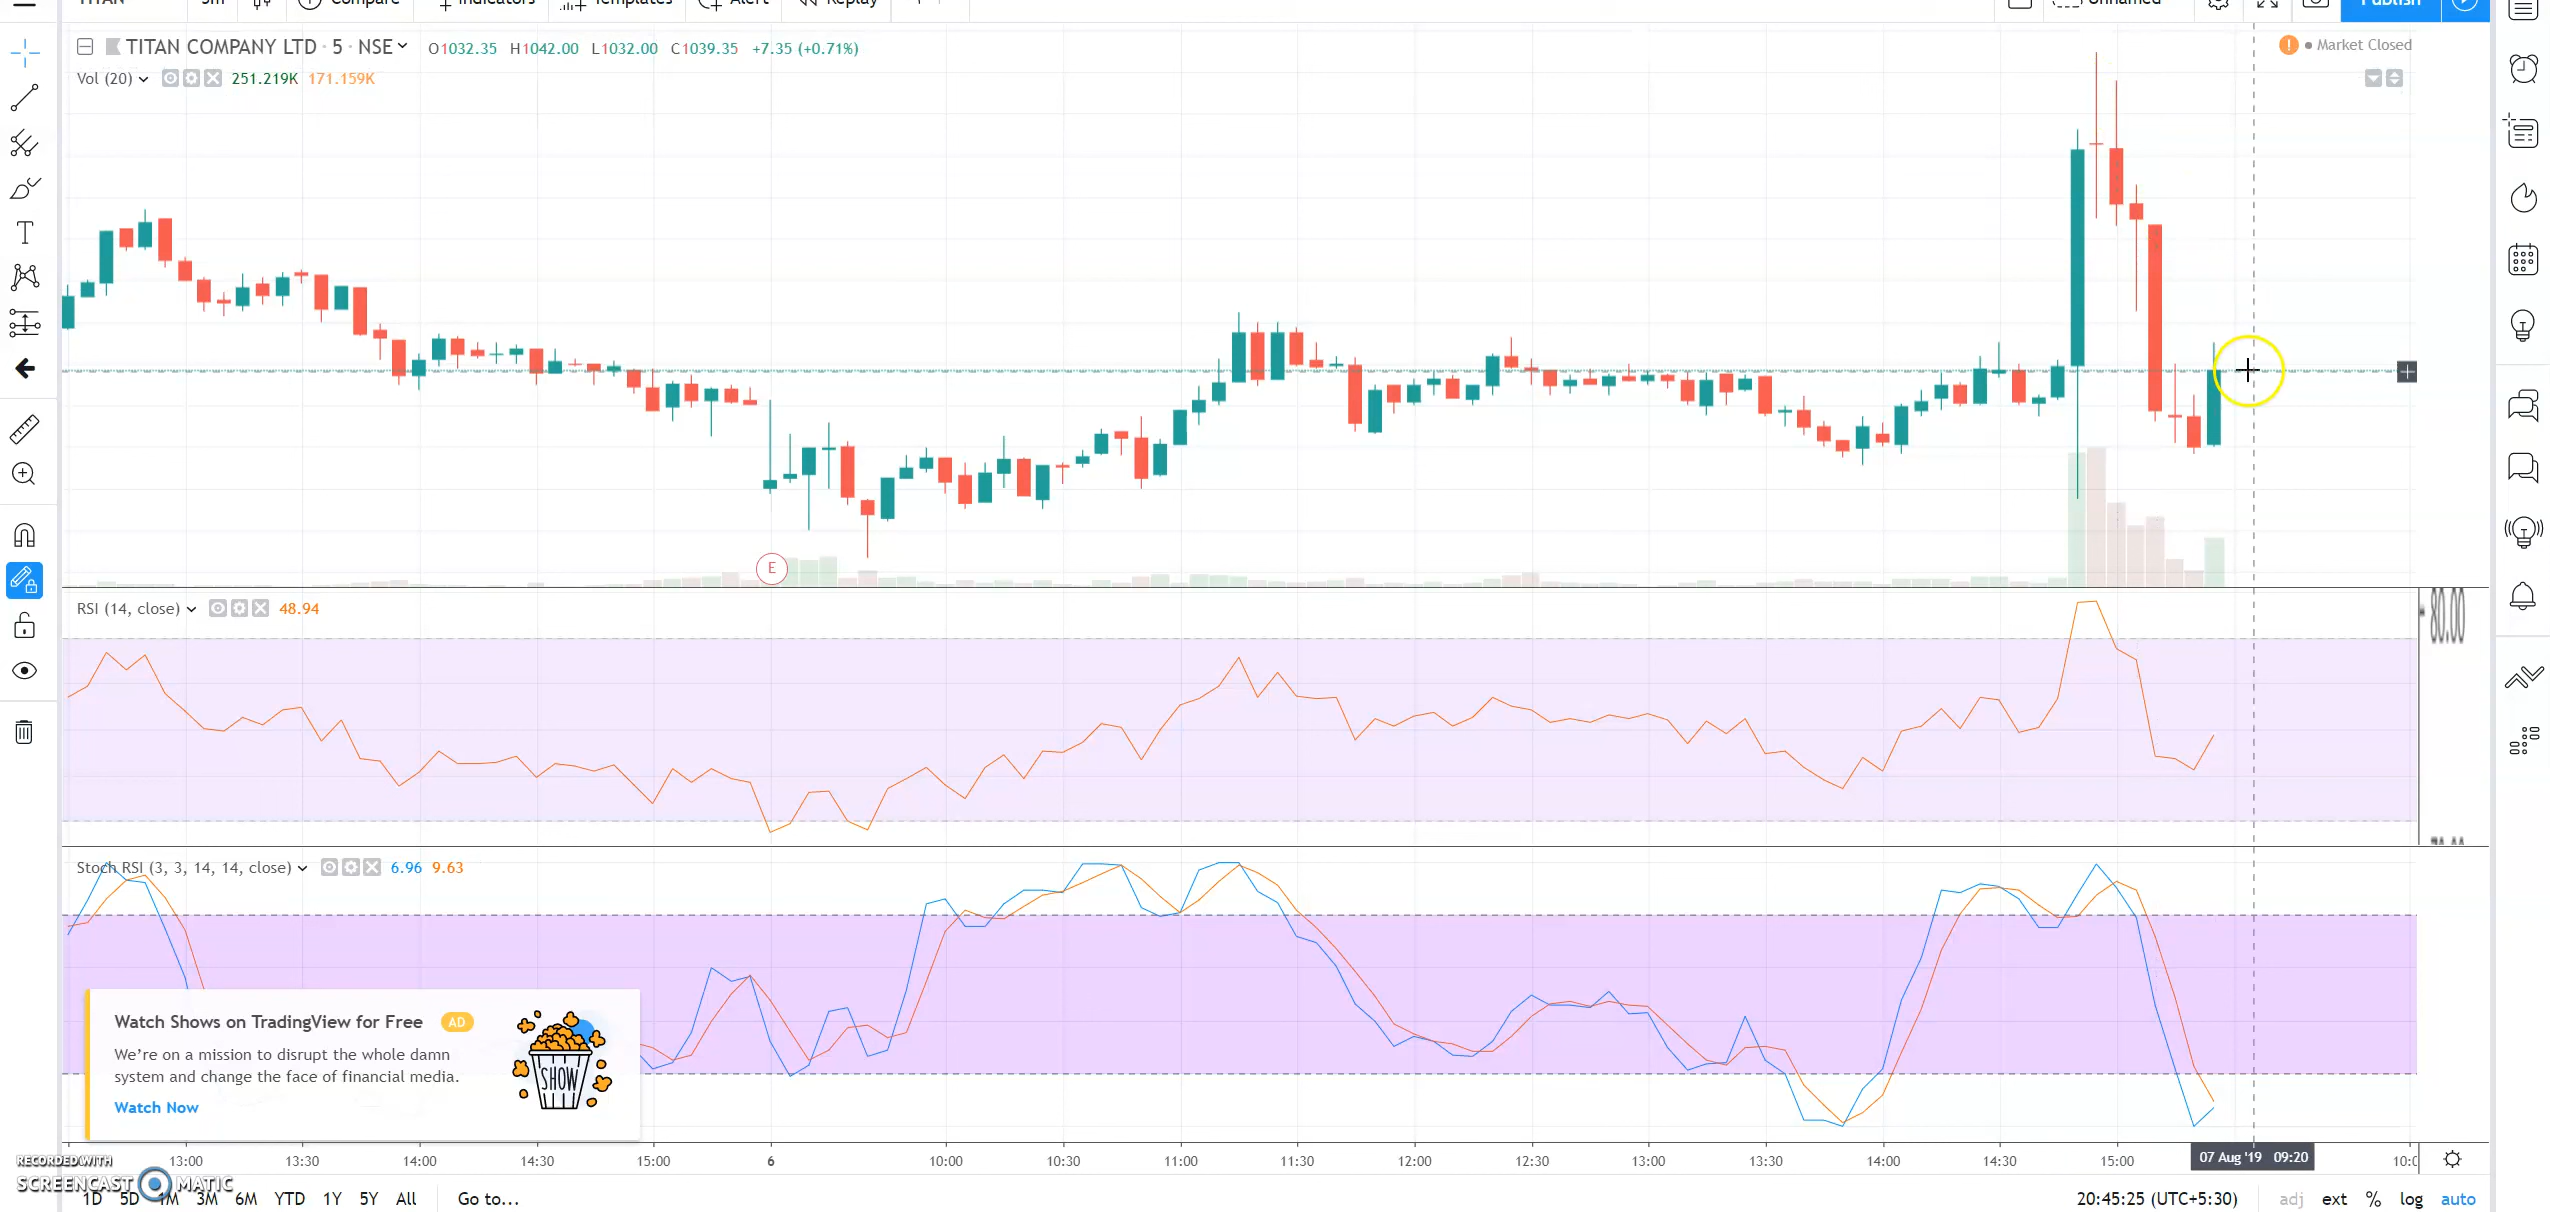 TITAN 5m Compare Indicators Templates Alert Replay Unnamed Publish
TITAN COMPANY LTD · 5 · NSE O1032.35 H1042.00 L1032.00 C1039.35 +7.35 (+0.71%)
! Market Closed
Vol (20) 251.219K 171.159K
E
RSI (14, close) 48.94
80.00
Stoch RSI (3, 3, 14, 14, close) 6.96 9.63
Watch Shows on TradingView for Free AD
We're on a mission to disrupt the whole damn
system and change the face of financial media.
Watch Now
SHOW
13:00 13:30 14:00 14:30 15:00 6 10:00 10:30 11:00 11:30 12:00 12:30 13:00 13:30 14:00 14:30 15:00 07 Aug '19 09:20
RECORDED WITH
SCREENCAST MATIC
1D 5D 1M 3M 6M YTD 1Y 5Y All Go to... 20:45:25 (UTC+5:30) adj ext % log auto